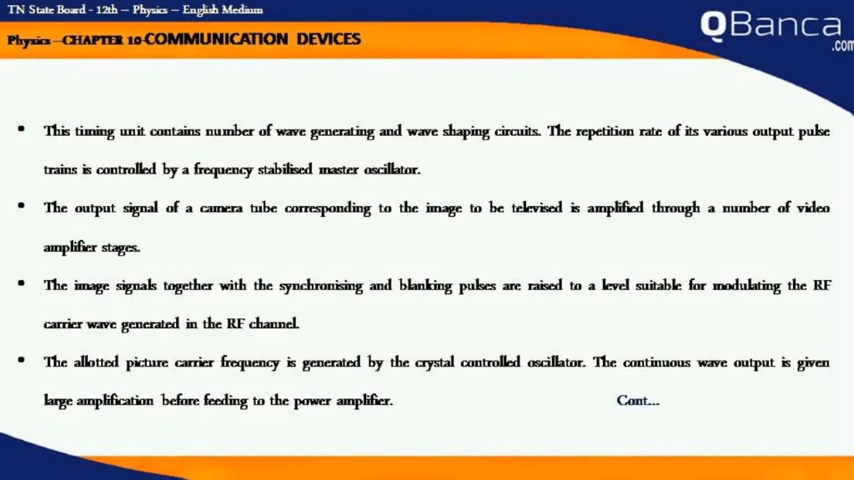 TN State Board - 12th – Physics – English Medium
QBanca
.com
Physics –CHAPTER 10-COMMUNICATION DEVICES
• This timing unit contains number of wave generating and wave shaping circuits. The repetition rate of its various output pulse
trains is controlled by a frequency stabilised master oscillator.
• The output signal of a camera tube corresponding to the image to be televised is amplified through a number of video
amplifier stages.
• The image signals together with the synchronising and blanking pulses are raised to a level suitable for modulating the RF
carrier wave generated in the RF channel.
• The allotted picture carrier frequency is generated by the crystal controlled oscillator. The continuous wave output is given
large amplification before feeding to the power amplifier. Cont...